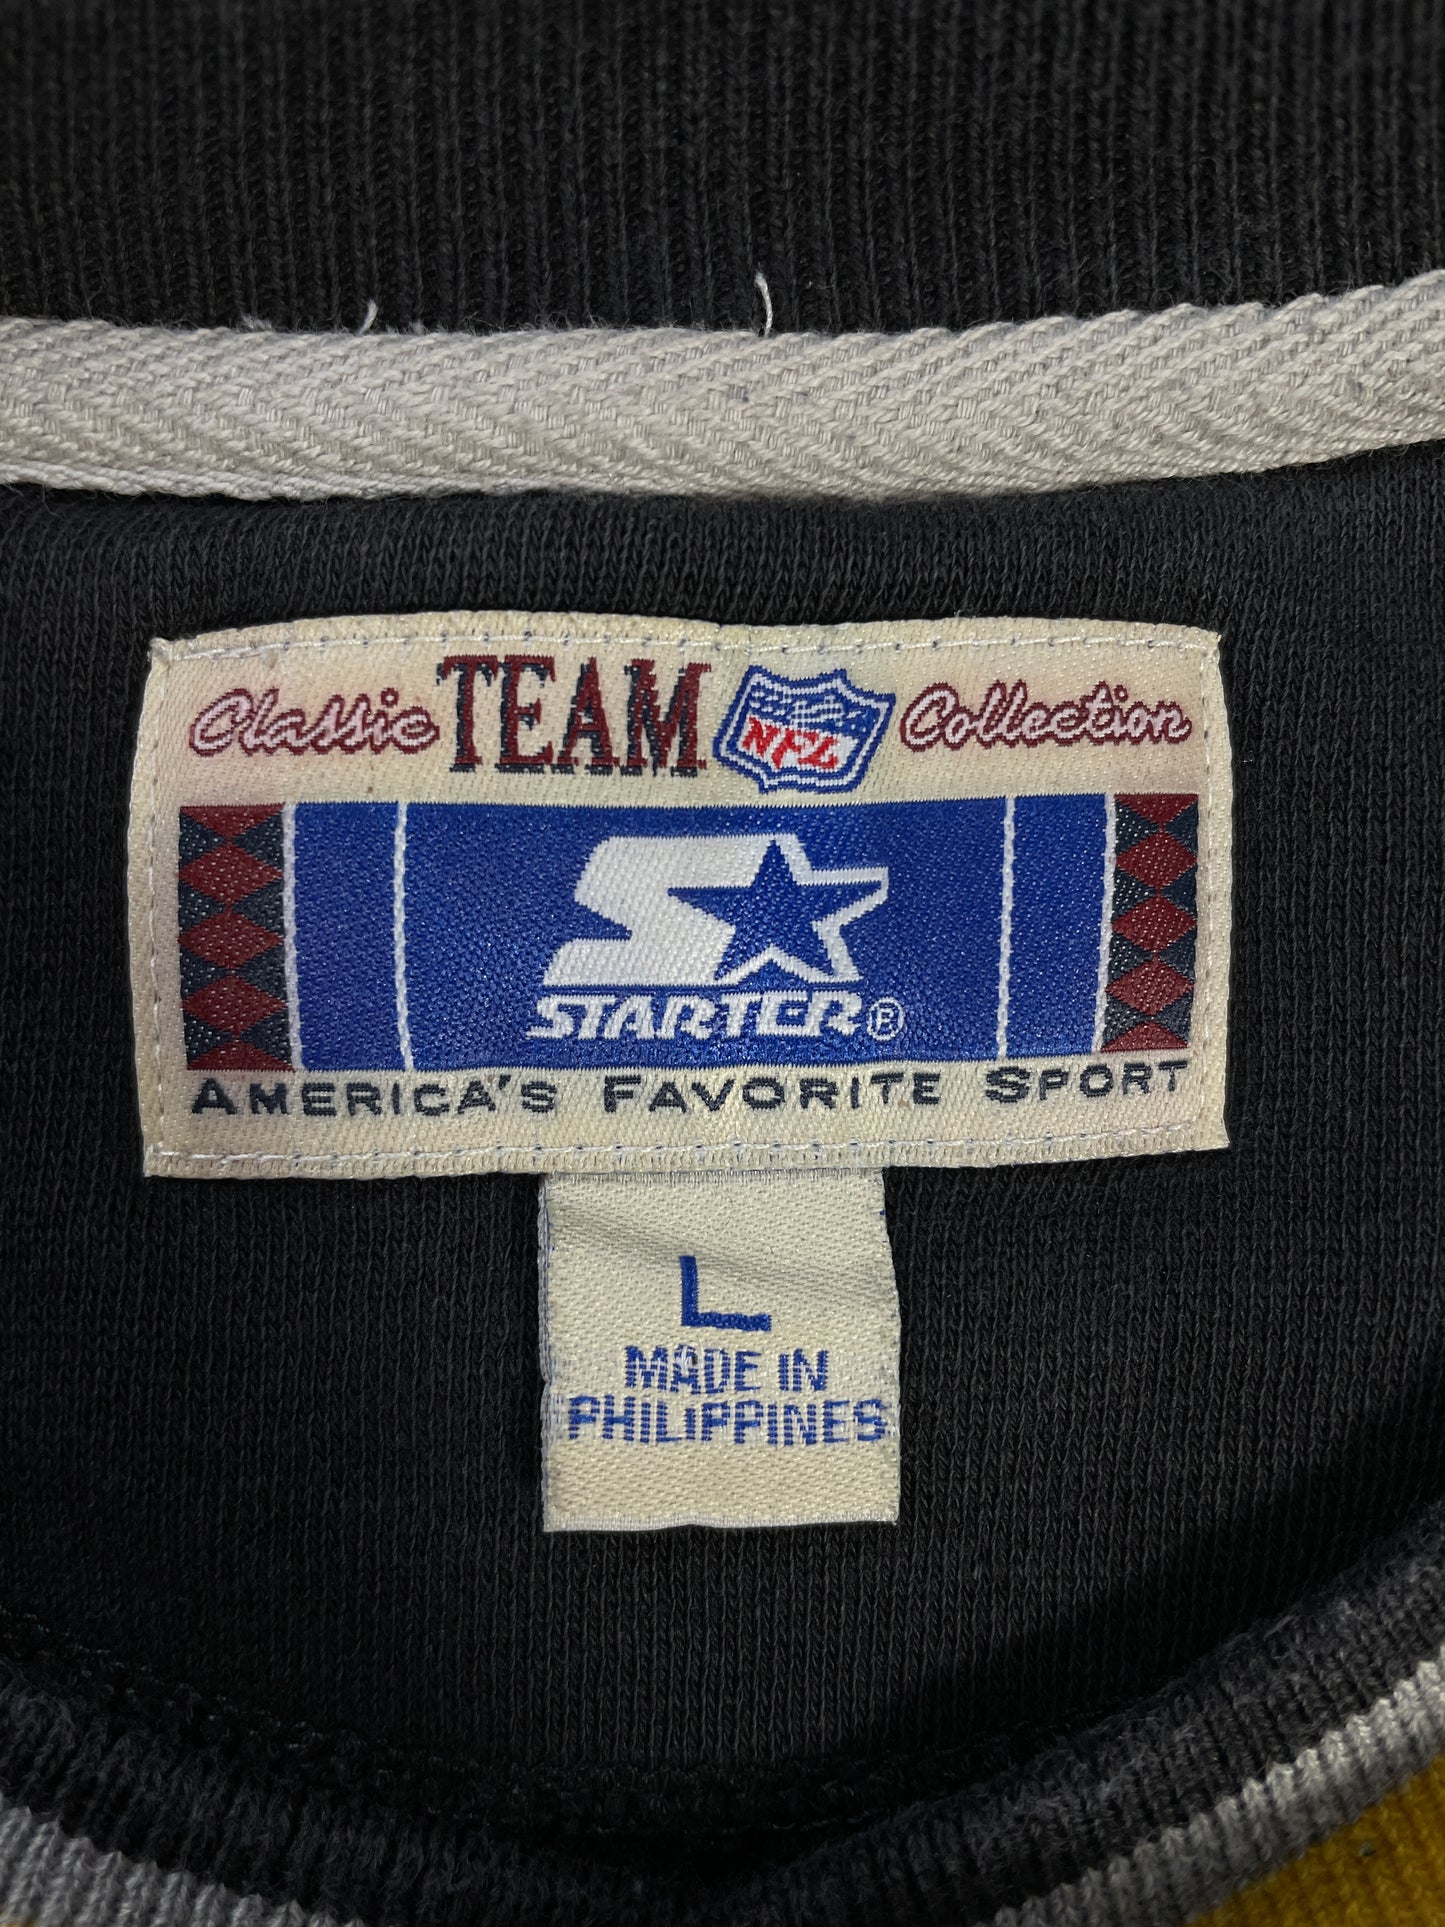 Classic TEAM NFL Collection
STARTER®
AMERICA'S FAVORITE SPORT
L
MADE IN
PHILIPPINES